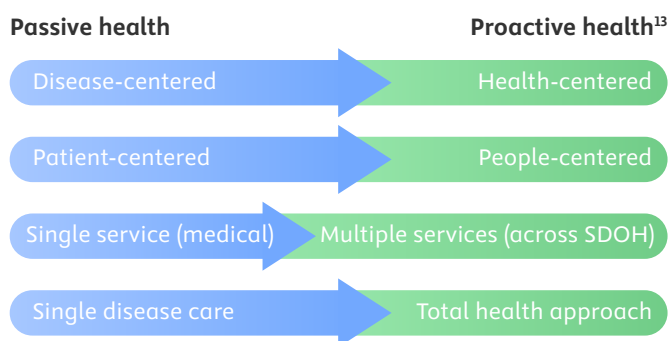 Passive health Proactive health¹³
Disease-centered Health-centered
Patient-centered People-centered
Single service (medical) Multiple services (across SDOH)
Single disease care Total health approach